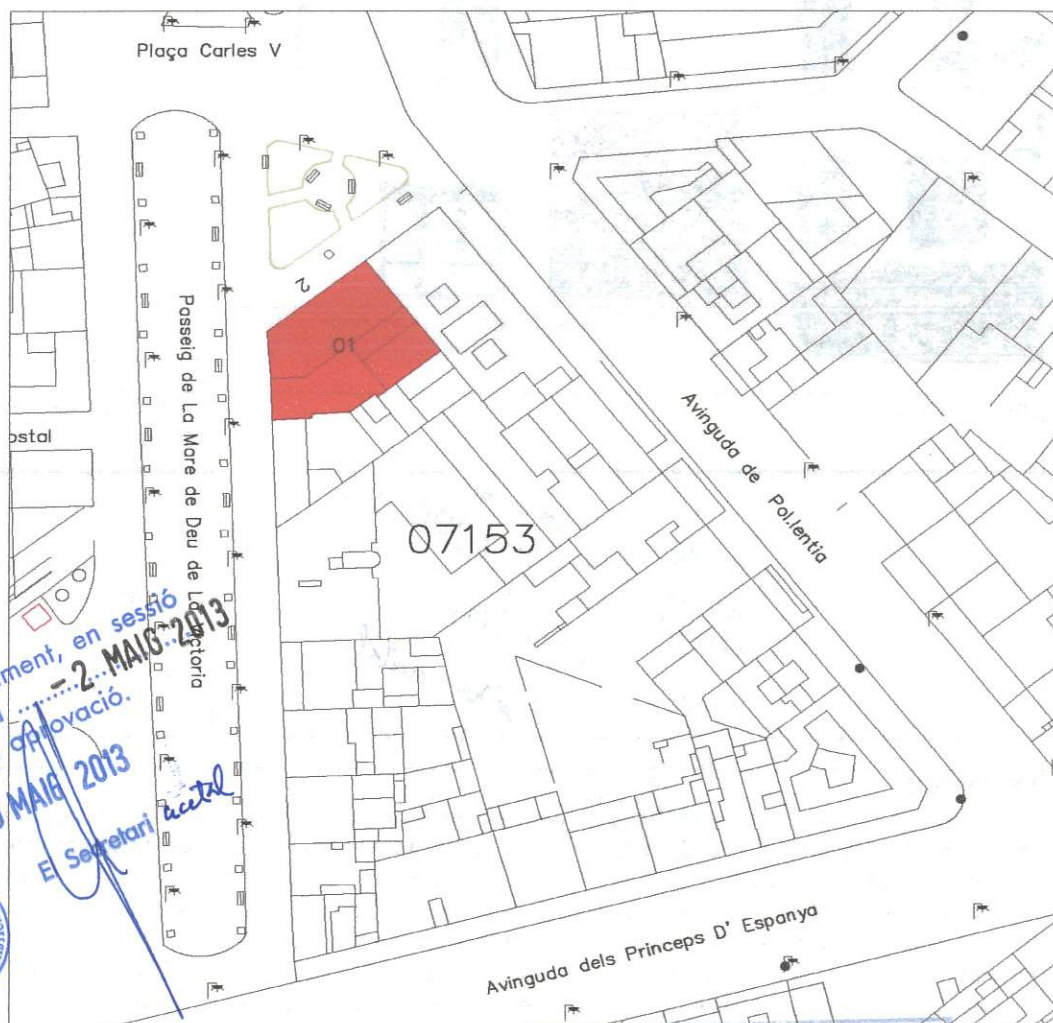 Plaça Carles V
2
01
Passeig de La Mare de Deu de La Victoria
ostal
Avinguda de Pol.lentia
07153
ment, en sessió
- 2 MAIG 2013
aprovació.
MAIG 2013
E Secretari acctal
Avinguda dels Princeps D' Espanya